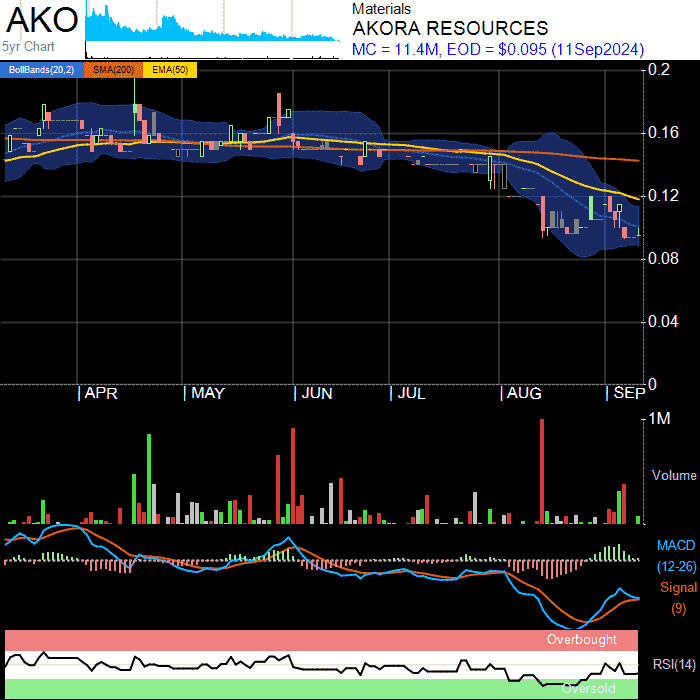 AKO
5yr Chart
Materials
AKORA RESOURCES
MC = 11.4M, EOD = $0.095 (11Sep2024)
BollBands(20,2) SMA(200) EMA(50)
0.2
0.16
0.12
0.08
0.04
0
| APR | MAY | JUN | JUL | AUG | SEP
1M
Volume
MACD
(12-26)
Signal
(9)
Overbought
RSI(14)
Oversold